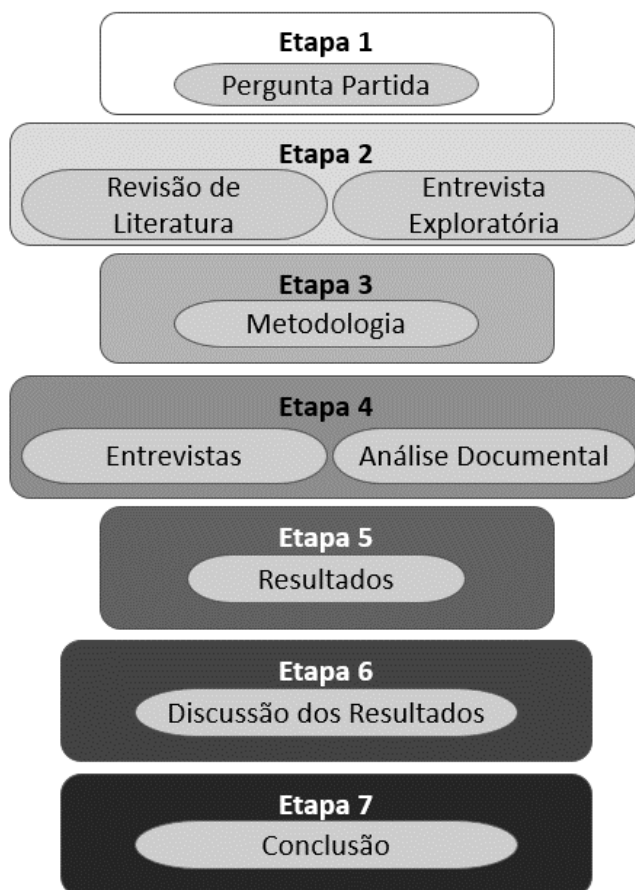 Etapa 1
Pergunta Partida
Etapa 2
Revisão de
Literatura
Entrevista
Exploratória
Etapa 3
Metodologia
Etapa 4
Entrevistas
Análise Documental
Etapa 5
Resultados
Etapa 6
Discussão dos Resultados
Etapa 7
Conclusão